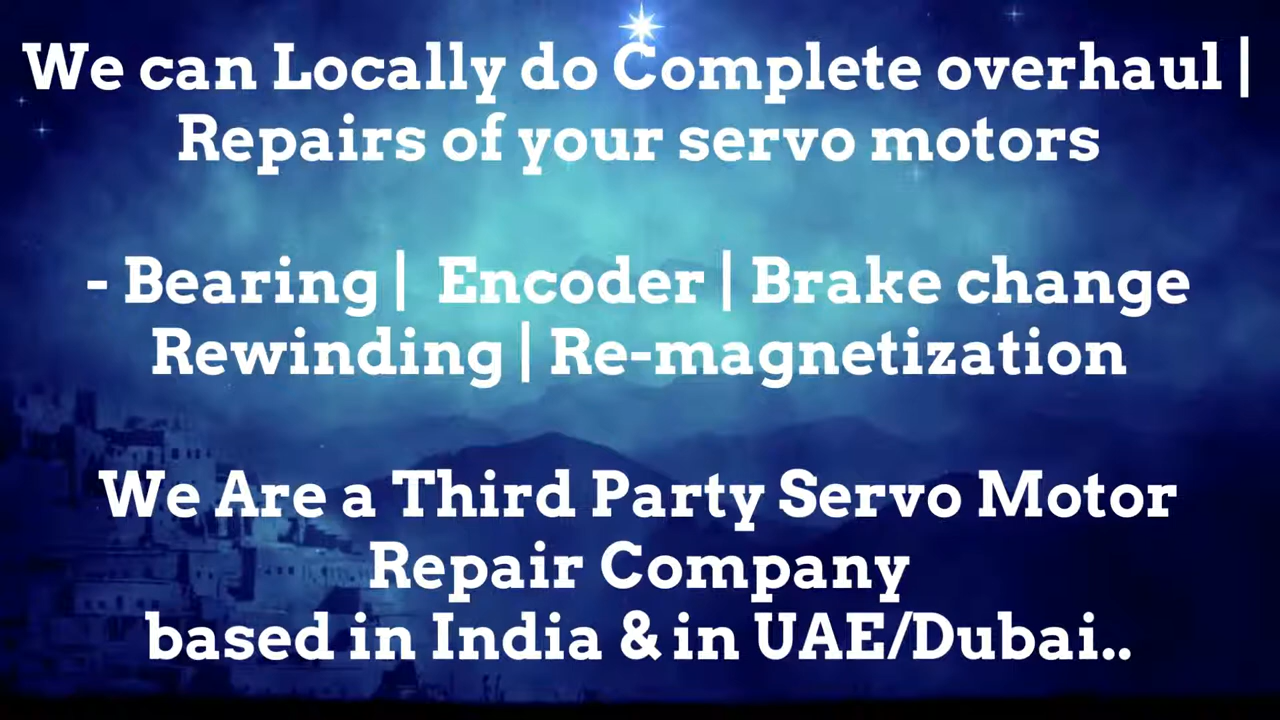 We can Locally do Complete overhaul |
Repairs of your servo motors
- Bearing | Encoder | Brake change
Rewinding | Re-magnetization
We Are a Third Party Servo Motor
Repair Company
based in India & in UAE/Dubai..